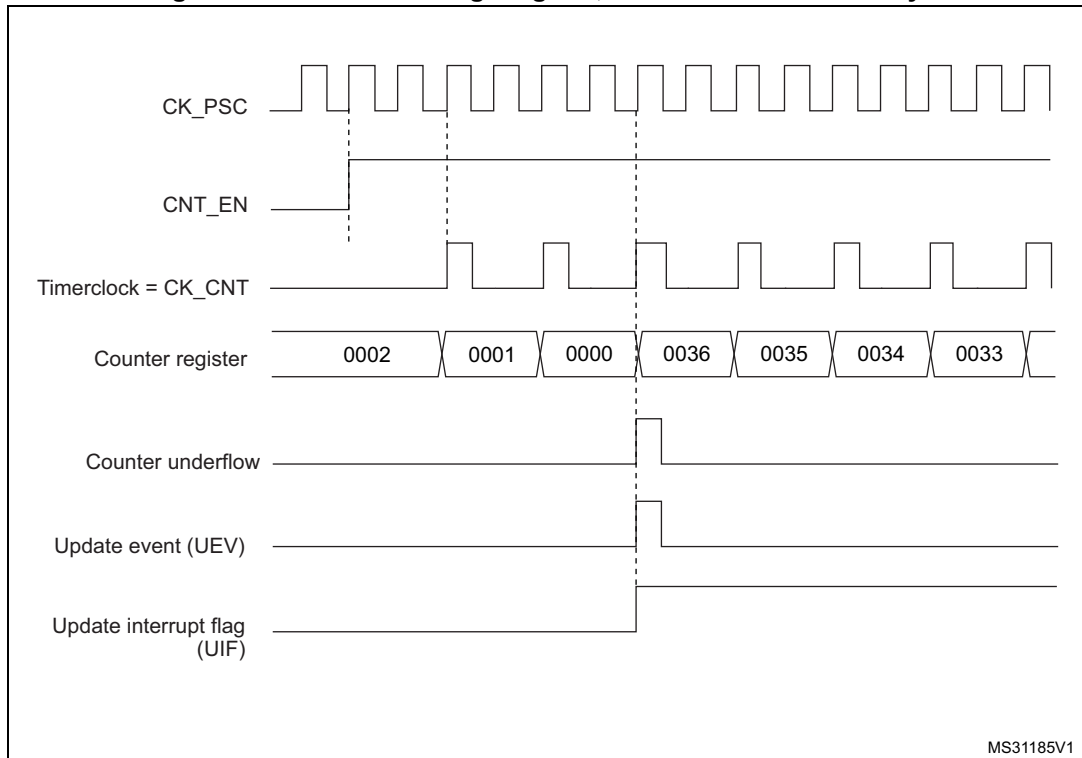 CK_PSC
CNT_EN
Timerclock = CK_CNT
Counter register 0002 0001 0000 0036 0035 0034 0033
Counter underflow
Update event (UEV)
Update interrupt flag
(UIF)
MS31185V1